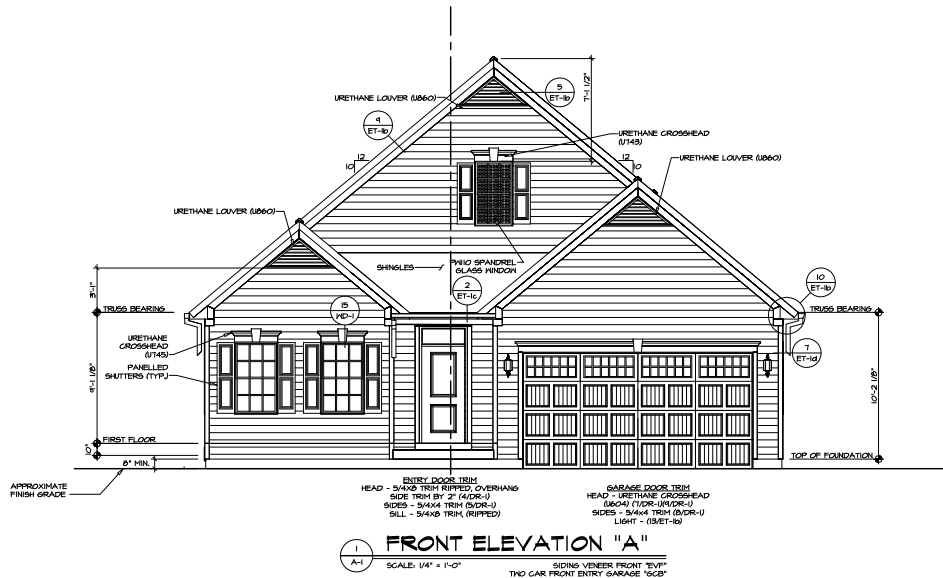 URETHANE LOUVER (U860)
5
ET-1b
7'-1 1/2"
9
ET-1b
URETHANE CROSSHEAD
(U743)
12
10
12
10
URETHANE LOUVER (U860)
URETHANE LOUVER (U860)
SHINGLES
PW110 SPANDREL
GLASS WINDOW
2
ET-1c
10
ET-1b
3'-1"
TRUSS BEARING
15
WD-1
TRUSS BEARING
URETHANE
CROSSHEAD
(U745)
7
ET-1d
PANELLED
SHUTTERS (TYP.)
9'-1 1/8"
10'-2 1/8"
FIRST FLOOR
10"
8" MIN.
TOP OF FOUNDATION
APPROXIMATE
FINISH GRADE
ENTRY DOOR TRIM
HEAD - 5/4X8 TRIM RIPPED, OVERHANG
SIDE TRIM BY 2" (4/DR-1)
SIDES - 5/4X4 TRIM (5/DR-1)
SILL - 5/4X8 TRIM, (RIPPED)
GARAGE DOOR TRIM
HEAD - URETHANE CROSSHEAD
(U604) (7/DR-1)(9/DR-1)
SIDES - 5/4x4 TRIM (8/DR-1)
LIGHT - (13/ET-1b)
1
A-1
FRONT ELEVATION "A"
SCALE: 1/4" = 1'-0"
SIDING VENEER FRONT "EVF"
TWO CAR FRONT ENTRY GARAGE "GCB"